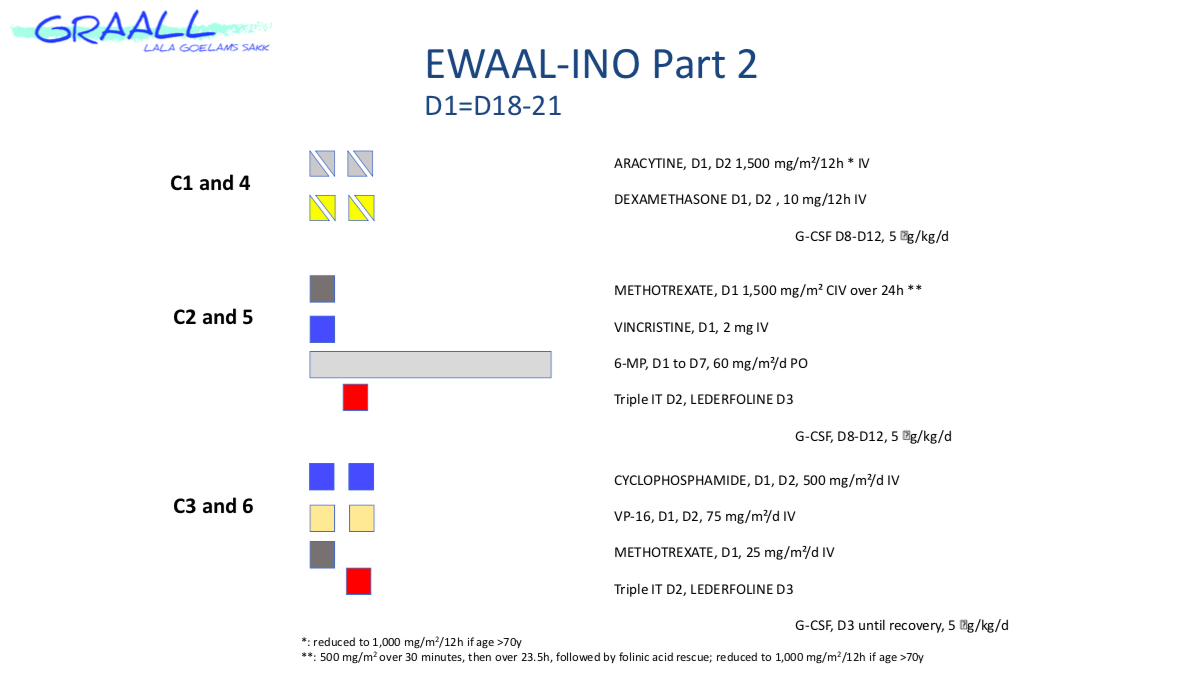 GRAALL
LALA GOELAMS SAKK
EWAAL-INO Part 2
D1=D18-21
C1 and 4
ARACYTINE, D1, D2 1,500 mg/m²/12h * IV
DEXAMETHASONE D1, D2 , 10 mg/12h IV
G-CSF D8-D12, 5 g/kg/d
C2 and 5
METHOTREXATE, D1 1,500 mg/m² CIV over 24h **
VINCRISTINE, D1, 2 mg IV
6-MP, D1 to D7, 60 mg/m²/d PO
Triple IT D2, LEDERFOLINE D3
G-CSF, D8-D12, 5 g/kg/d
C3 and 6
CYCLOPHOSPHAMIDE, D1, D2, 500 mg/m²/d IV
VP-16, D1, D2, 75 mg/m²/d IV
METHOTREXATE, D1, 25 mg/m²/d IV
Triple IT D2, LEDERFOLINE D3
G-CSF, D3 until recovery, 5 g/kg/d
*: reduced to 1,000 mg/m²/12h if age >70y
**: 500 mg/m² over 30 minutes, then over 23.5h, followed by folinic acid rescue; reduced to 1,000 mg/m²/12h if age >70y